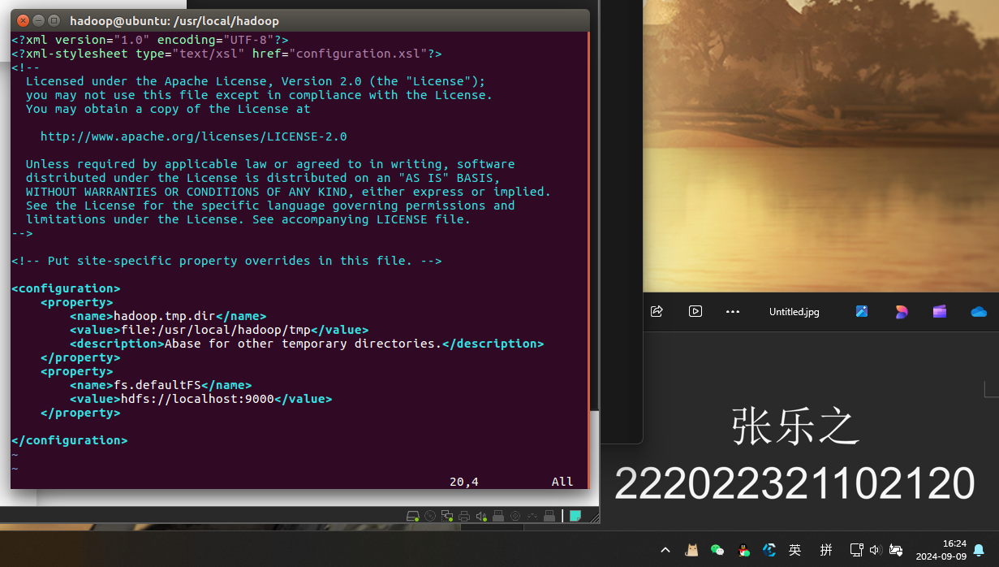 hadoop@ubuntu: /usr/local/hadoop
<?xml version="1.0" encoding="UTF-8"?>
<?xml-stylesheet type="text/xsl" href="configuration.xsl"?>
<!--
  Licensed under the Apache License, Version 2.0 (the "License");
  you may not use this file except in compliance with the License.
  You may obtain a copy of the License at

    http://www.apache.org/licenses/LICENSE-2.0

  Unless required by applicable law or agreed to in writing, software
  distributed under the License is distributed on an "AS IS" BASIS,
  WITHOUT WARRANTIES OR CONDITIONS OF ANY KIND, either express or implied.
  See the License for the specific language governing permissions and
  limitations under the License. See accompanying LICENSE file.
-->

<!-- Put site-specific property overrides in this file. -->

<configuration>
    <property>
        <name>hadoop.tmp.dir</name>
        <value>file:/usr/local/hadoop/tmp</value>
        <description>Abase for other temporary directories.</description>
    </property>
    <property>
        <name>fs.defaultFS</name>
        <value>hdfs://localhost:9000</value>
    </property>

</configuration>
~
~
20,4 All
Untitled.jpg
张乐之
222022321102120
英 拼
16:24
2024-09-09